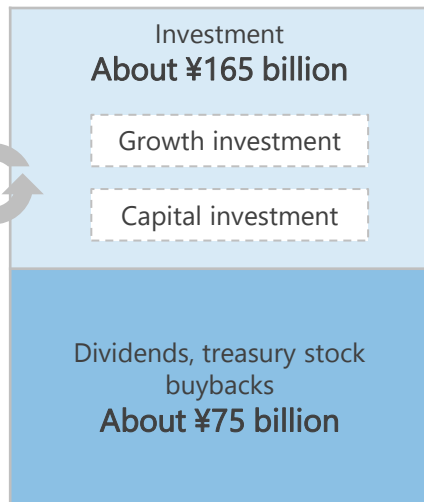 Investment
About ¥165 billion
Growth investment
Capital investment
Dividends, treasury stock
buybacks
About ¥75 billion